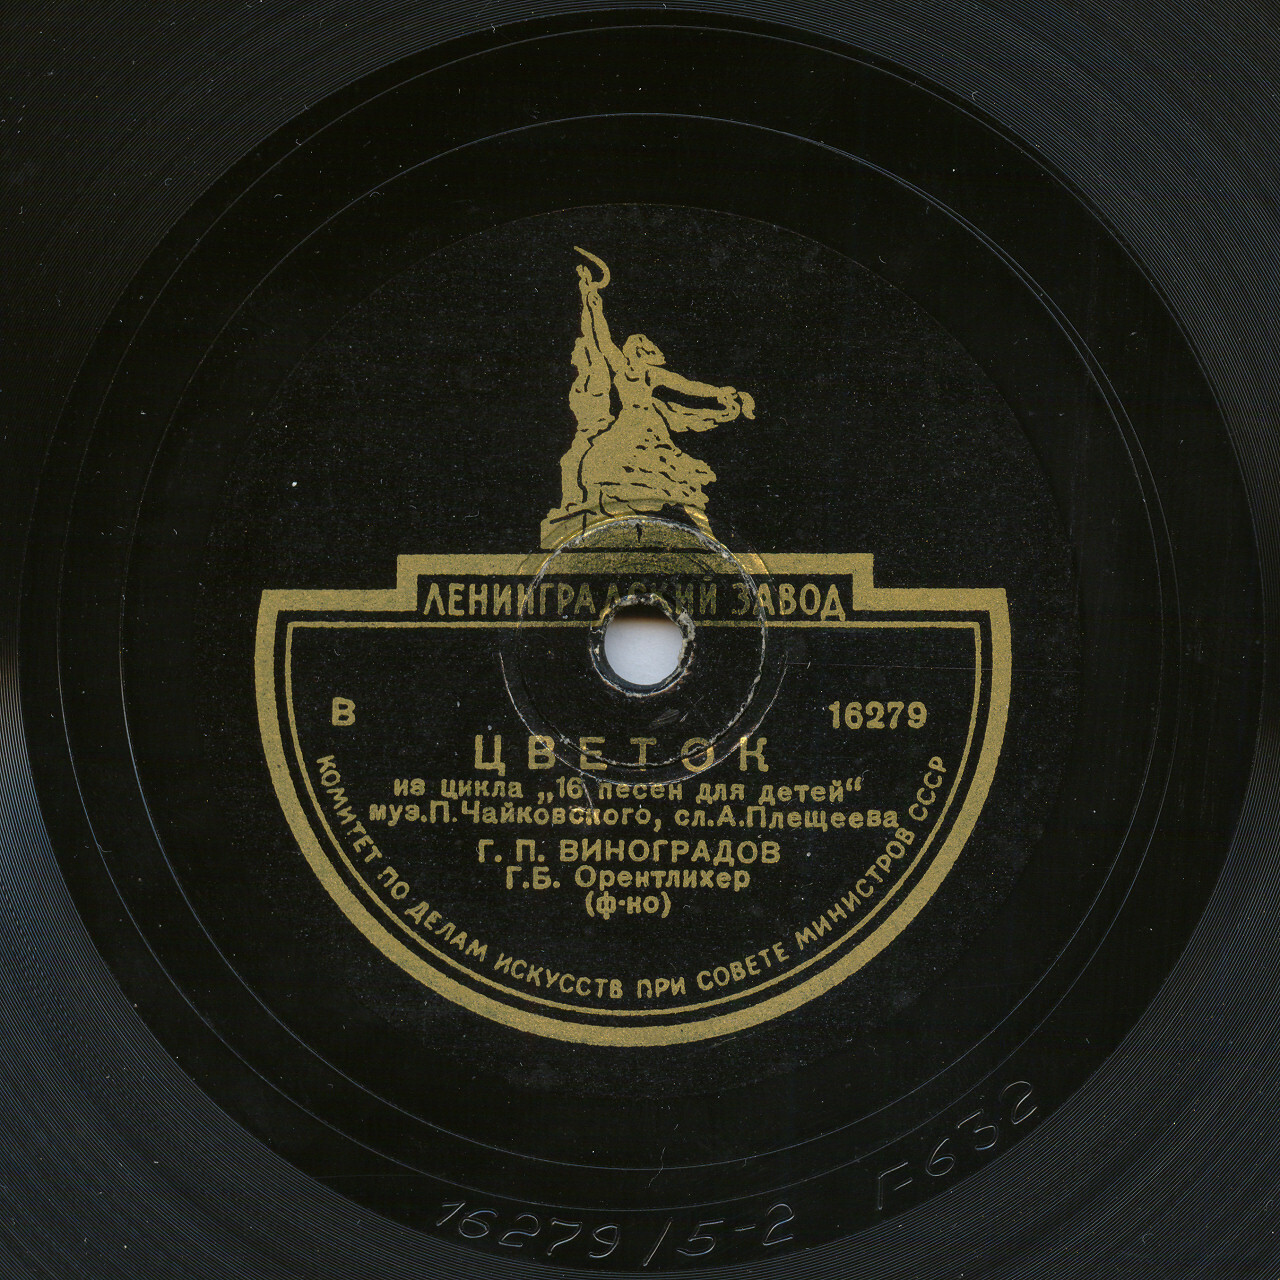 ЛЕНИНГРАДСКИЙ ЗАВОД
В 16279
ЦВЕТОК
из цикла „16 песен для детей“
муз.П.Чайковского, сл.А.Плещеева
Г. П. ВИНОГРАДОВ
Г.Б. Орентлихер
(ф-но)
КОМИТЕТ ПО ДЕЛАМ ИСКУССТВ ПРИ СОВЕТЕ МИНИСТРОВ СССР
16279/5-2 Г-632